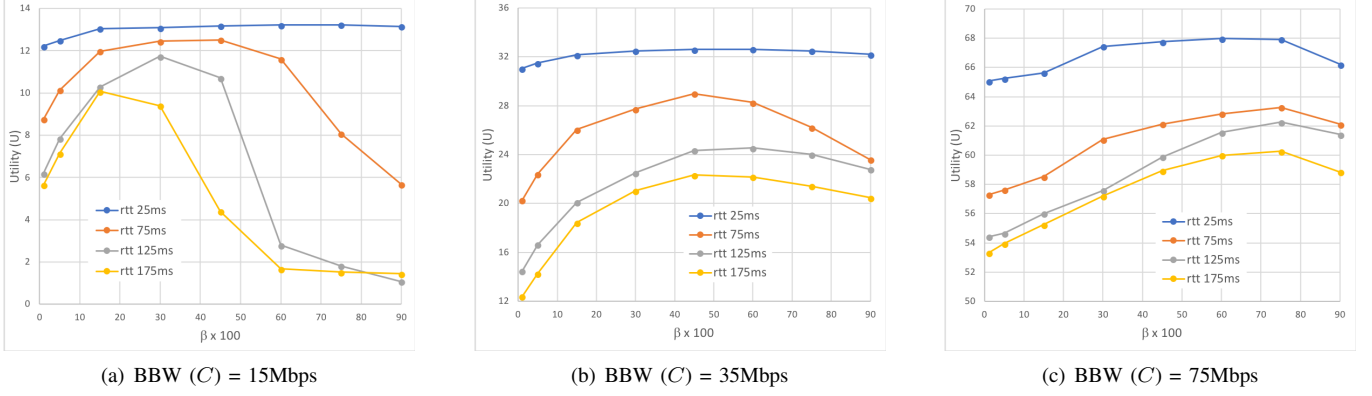 14
12
10
8
6
4
2
0
Utility (U)
rtt 25ms
rtt 75ms
rtt 125ms
rtt 175ms
0 10 20 30 40 50 60 70 80 90
β x 100
(a) BBW (C) = 15Mbps
36
32
28
24
20
16
12
Utility (U)
rtt 25ms
rtt 75ms
rtt 125ms
rtt 175ms
0 10 20 30 40 50 60 70 80 90
β x 100
(b) BBW (C) = 35Mbps
70
68
66
64
62
60
58
56
54
52
50
Utility (U)
rtt 25ms
rtt 75ms
rtt 125ms
rtt 175ms
0 10 20 30 40 50 60 70 80 90
β x 100
(c) BBW (C) = 75Mbps